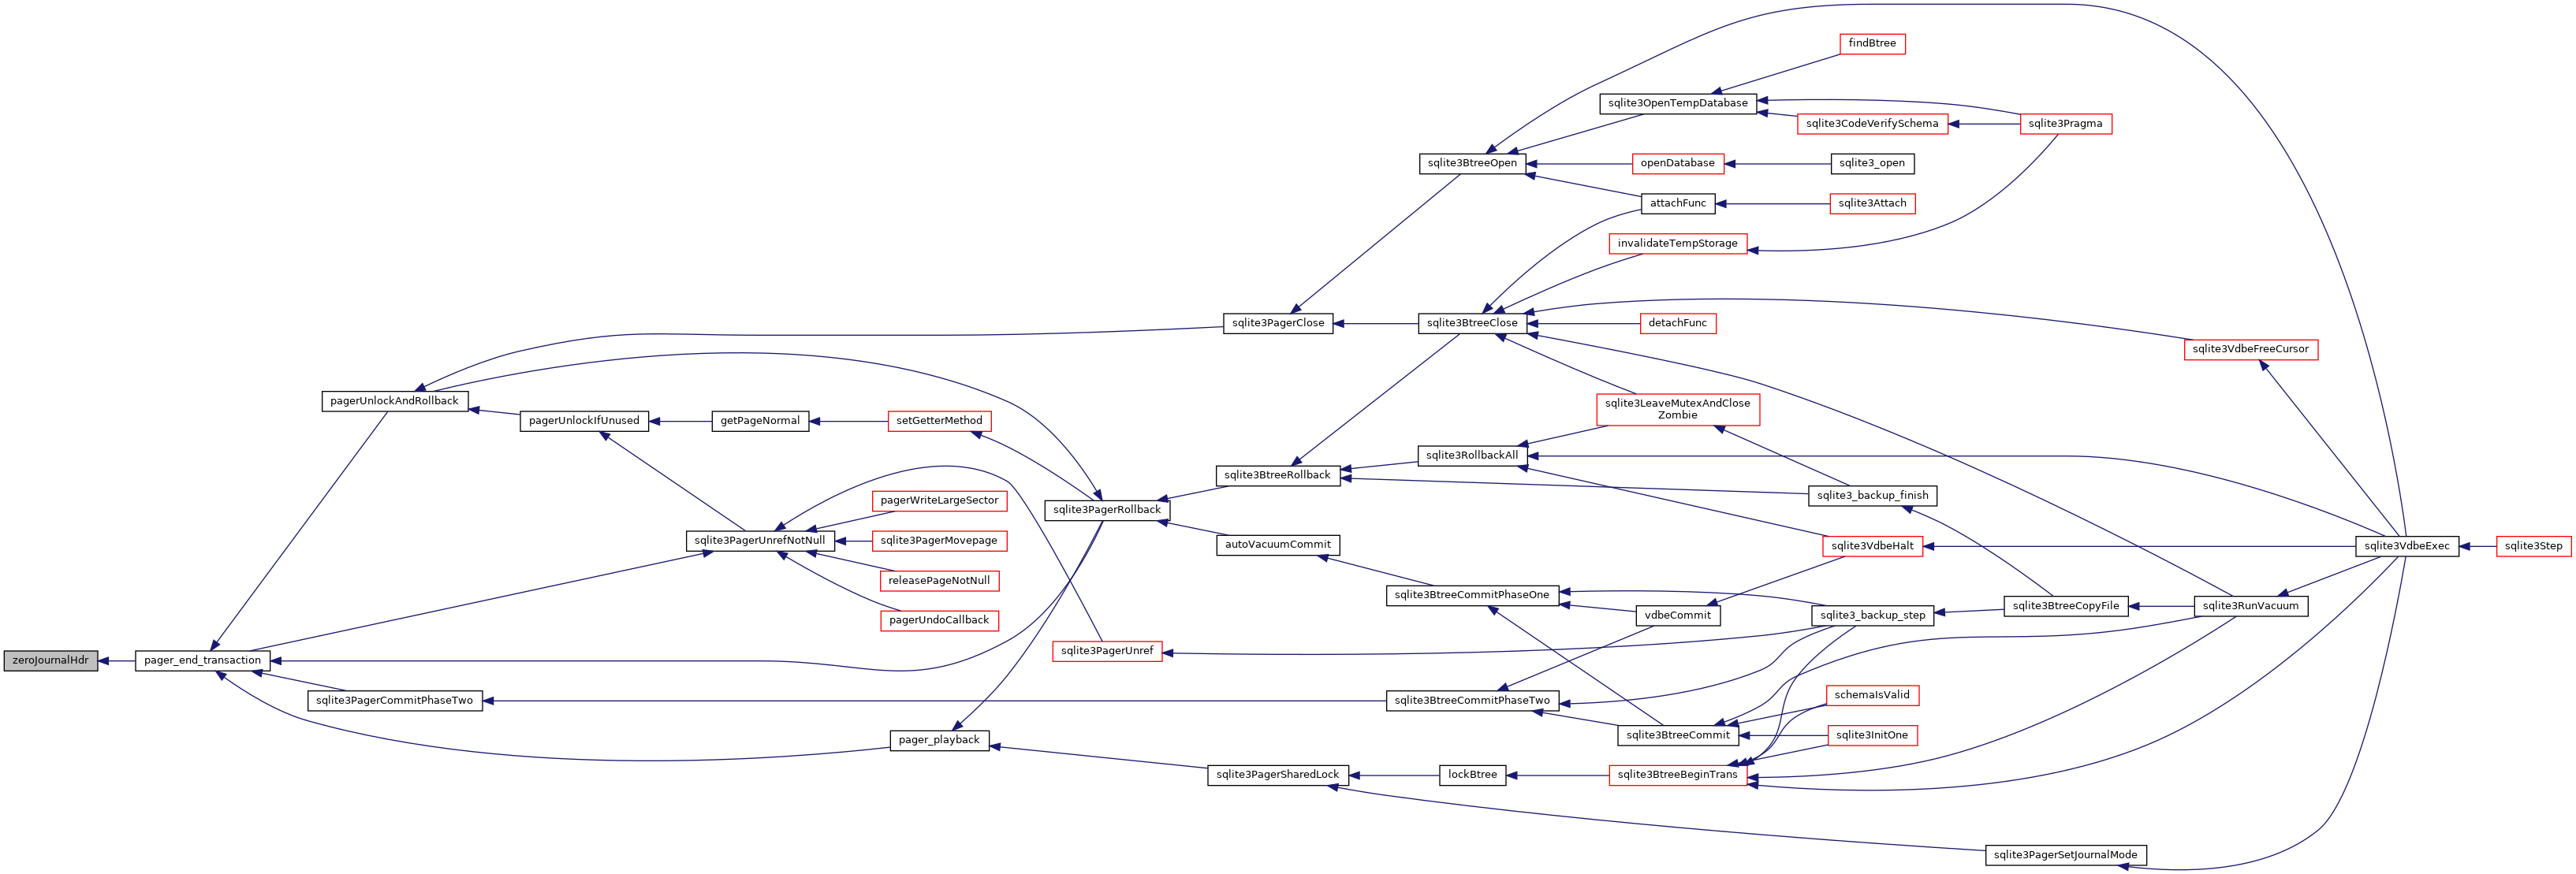 findBtree
sqlite3OpenTempDatabase
sqlite3CodeVerifySchema
sqlite3Pragma
sqlite3BtreeOpen
openDatabase
sqlite3_open
attachFunc
sqlite3Attach
invalidateTempStorage
sqlite3PagerClose
sqlite3BtreeClose
detachFunc
sqlite3VdbeFreeCursor
pagerUnlockAndRollback
sqlite3LeaveMutexAndClose
Zombie
pagerUnlockIfUnused
getPageNormal
setGetterMethod
sqlite3RollbackAll
sqlite3BtreeRollback
sqlite3_backup_finish
pagerWriteLargeSector
sqlite3PagerRollback
sqlite3PagerUnrefNotNull
sqlite3PagerMovepage
autoVacuumCommit
sqlite3VdbeHalt
sqlite3VdbeExec
sqlite3Step
releasePageNotNull
sqlite3BtreeCommitPhaseOne
sqlite3BtreeCopyFile
sqlite3RunVacuum
pagerUndoCallback
vdbeCommit
sqlite3_backup_step
sqlite3PagerUnref
zeroJournalHdr
pager_end_transaction
sqlite3PagerCommitPhaseTwo
sqlite3BtreeCommitPhaseTwo
schemaIsValid
pager_playback
sqlite3BtreeCommit
sqlite3InitOne
sqlite3PagerSharedLock
lockBtree
sqlite3BtreeBeginTrans
sqlite3PagerSetJournalMode